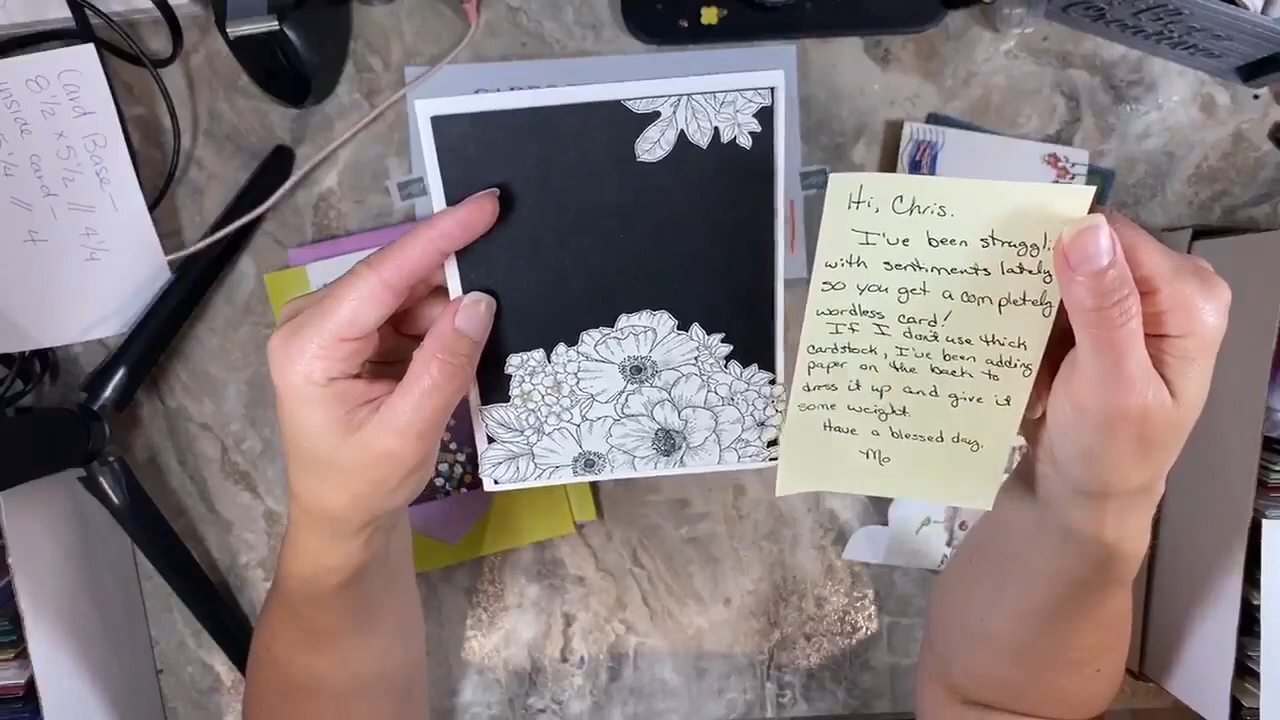 Card Base-
8½ x 5½ // 4¼
inside card-
5¼ // 4
Hi, Chris.
I've been struggli
with sentiments lately
so you get a completely
wordless card!
If I don't use thick
cardstock, I've been adding
paper on the back to
dress it up and give it
some weight.
Have a blessed day.
Mo